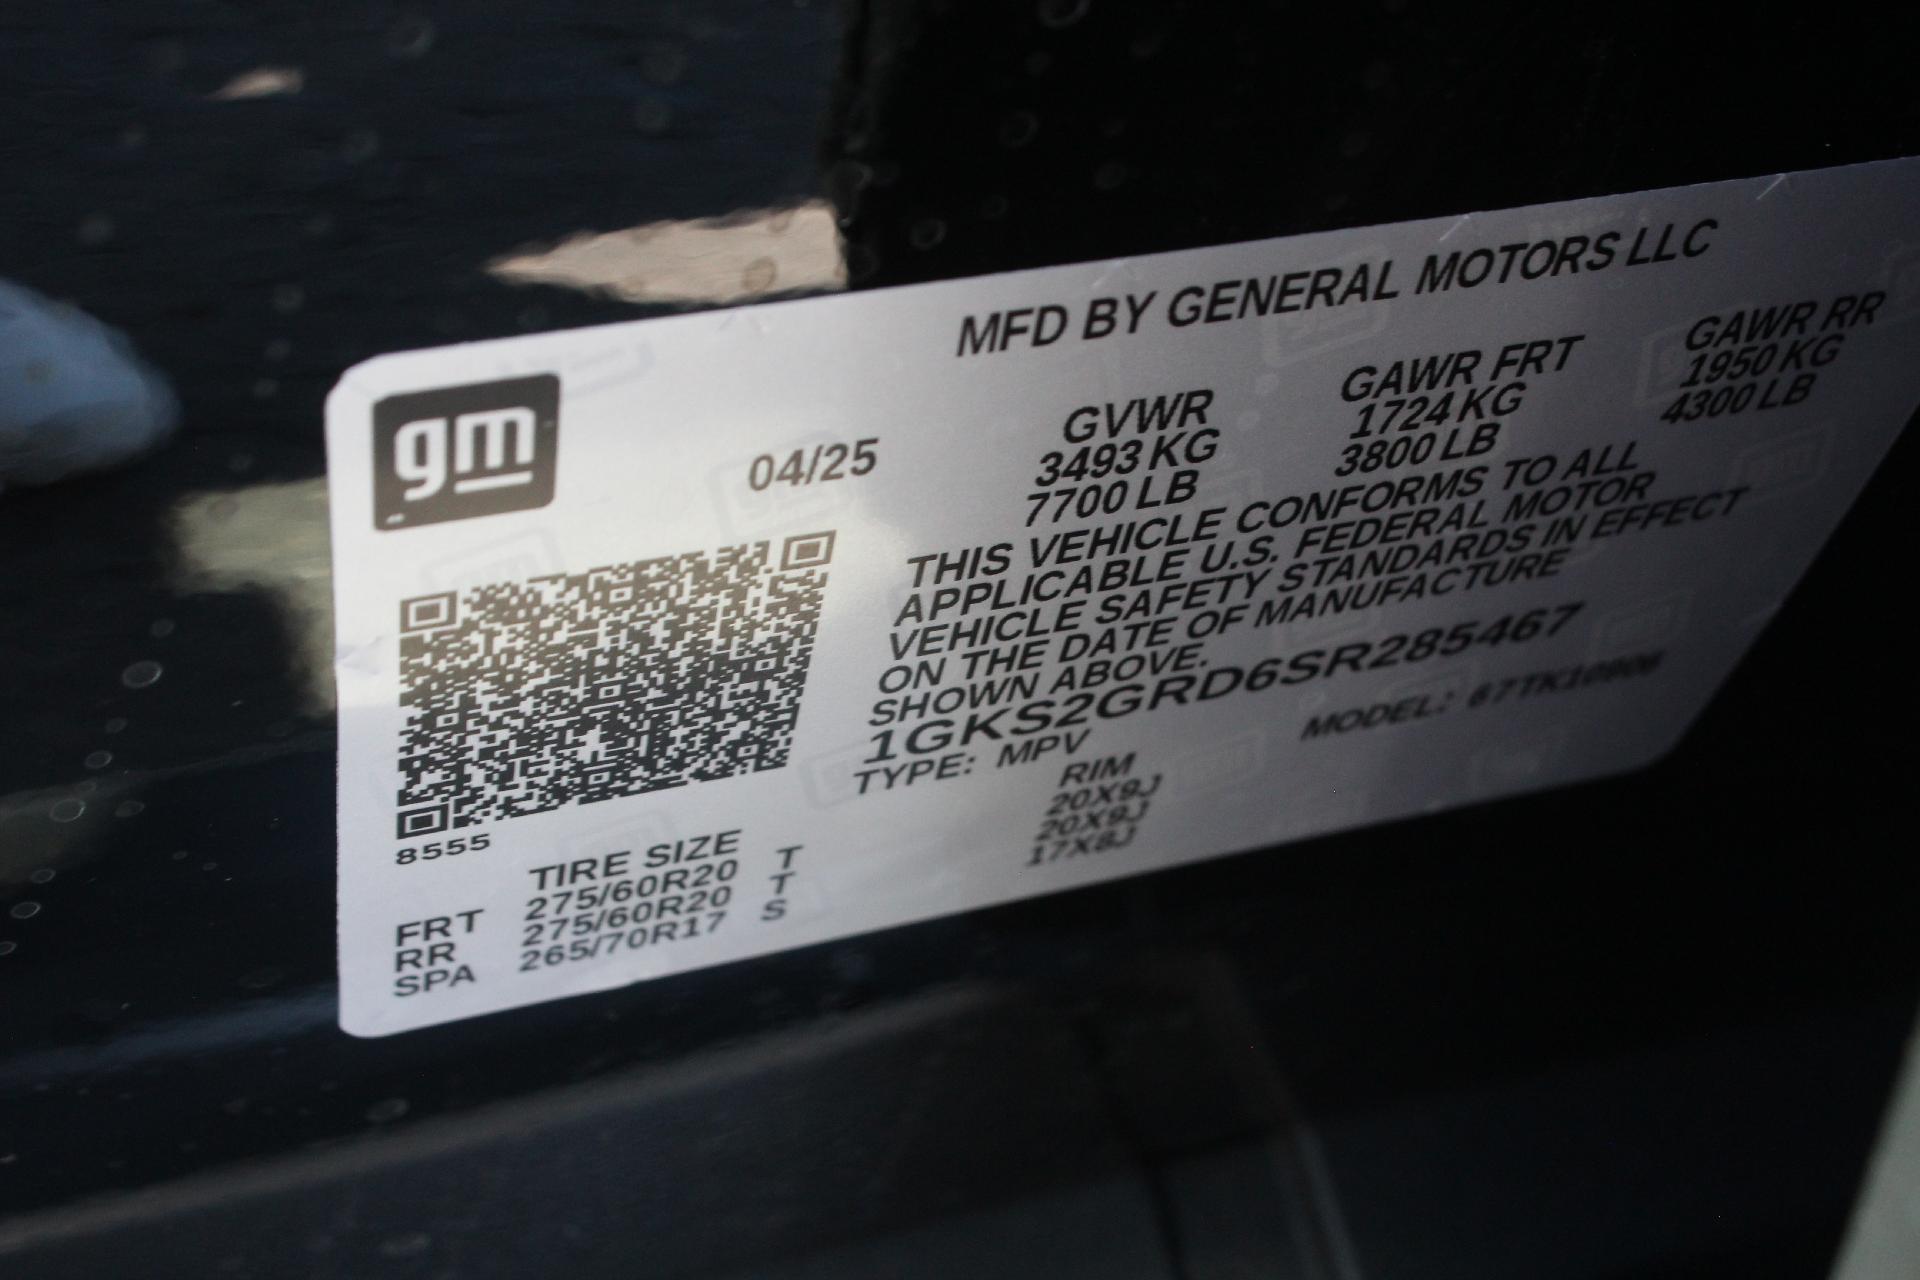 MFD BY GENERAL MOTORS LLC
gm
04/25
GVWR GAWR FRT GAWR RR
3493 KG 1724 KG 1950 KG
7700 LB 3800 LB 4300 LB
THIS VEHICLE CONFORMS TO ALL
APPLICABLE U.S. FEDERAL MOTOR
VEHICLE SAFETY STANDARDS IN EFFECT
ON THE DATE OF MANUFACTURE
SHOWN ABOVE.
1GKS2GRD6SR285467
TYPE: MPV MODEL:
8555
TIRE SIZE RIM
FRT 275/60R20 T 20X9J
RR 275/60R20 T 20X9J
SPA 265/70R17 S 17X8J